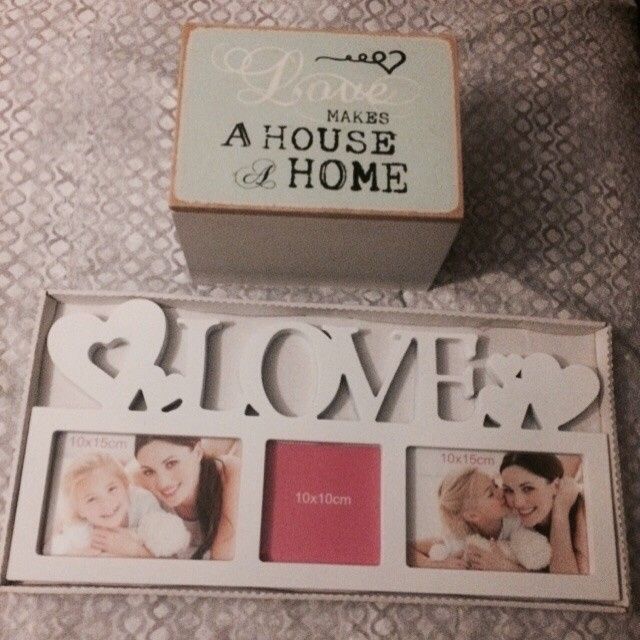 Love
MAKES
A HOUSE
A HOME
LOVE
10x15cm
10x10cm
10x15cm